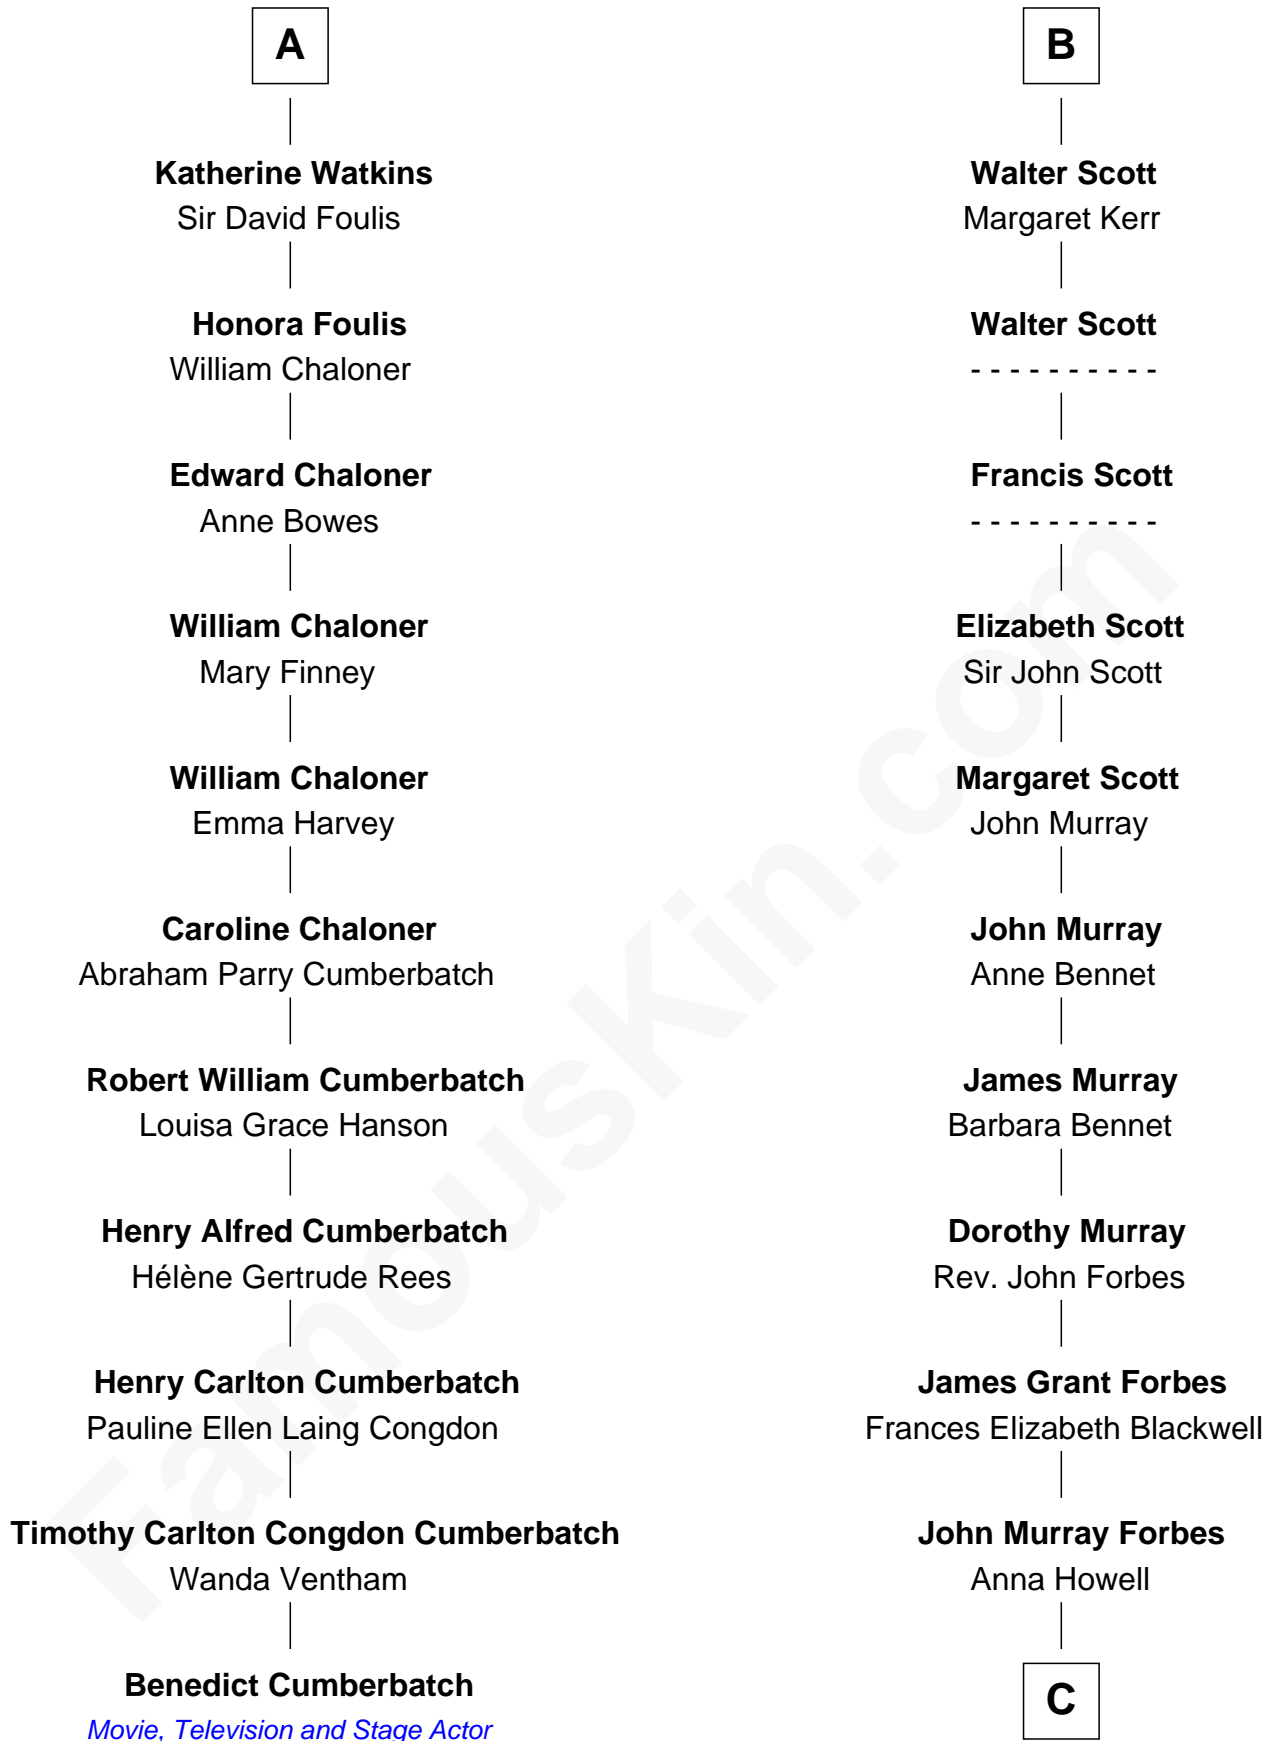 A
Katherine Watkins
Sir David Foulis
Honora Foulis
William Chaloner
Edward Chaloner
Anne Bowes
William Chaloner
Mary Finney
William Chaloner
Emma Harvey
Caroline Chaloner
Abraham Parry Cumberbatch
Robert William Cumberbatch
Louisa Grace Hanson
Henry Alfred Cumberbatch
Hélène Gertrude Rees
Henry Carlton Cumberbatch
Pauline Ellen Laing Congdon
Timothy Carlton Congdon Cumberbatch
Wanda Ventham
Benedict Cumberbatch
Movie, Television and Stage Actor
B
Walter Scott
Margaret Kerr
Walter Scott
- - - - - - - - - -
Francis Scott
- - - - - - - - - -
Elizabeth Scott
Sir John Scott
Margaret Scott
John Murray
John Murray
Anne Bennet
James Murray
Barbara Bennet
Dorothy Murray
Rev. John Forbes
James Grant Forbes
Frances Elizabeth Blackwell
John Murray Forbes
Anna Howell
C
FamousKin.com